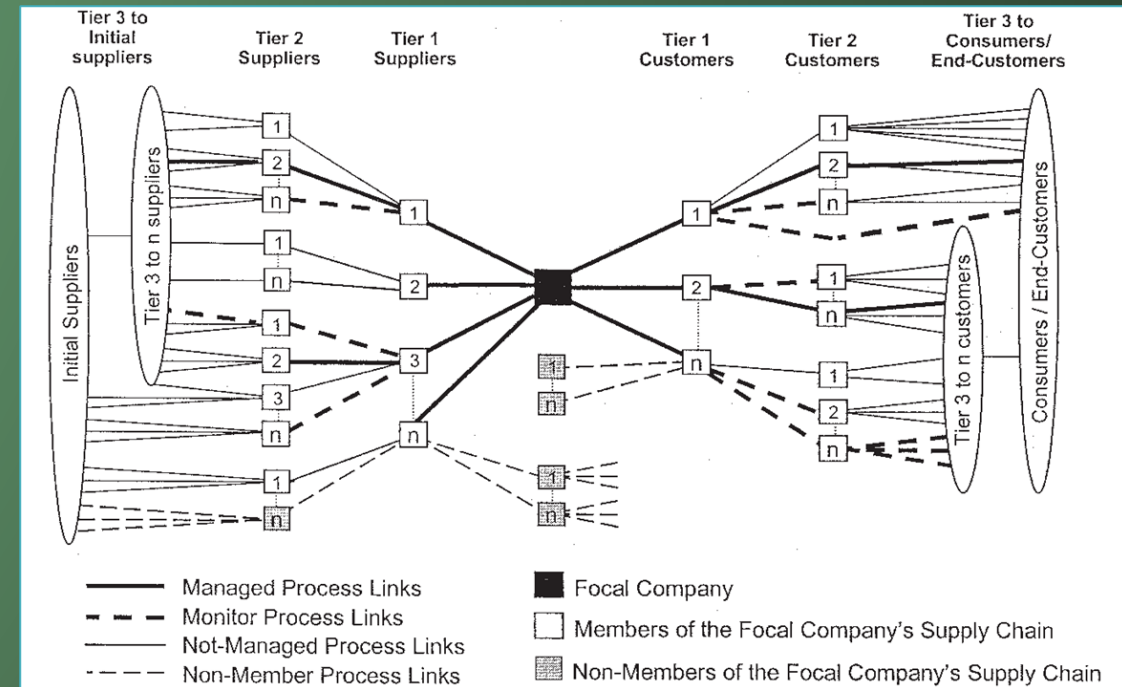 Tier 3 to
Initial
suppliers
Tier 2
Suppliers
Tier 1
Suppliers
Tier 1
Customers
Tier 2
Customers
Tier 3 to
Consumers/
End-Customers
Initial Suppliers
Tier 3 to n suppliers
1
2
n
1
n
1
2
3
n
1
n
1
2
3
n
1
n
1
n
1
2
n
1
2
n
1
n
1
2
n
Tier 3 to n customers
Consumers / End-Customers
Managed Process Links
Monitor Process Links
Not-Managed Process Links
Non-Member Process Links
Focal Company
Members of the Focal Company's Supply Chain
Non-Members of the Focal Company's Supply Chain